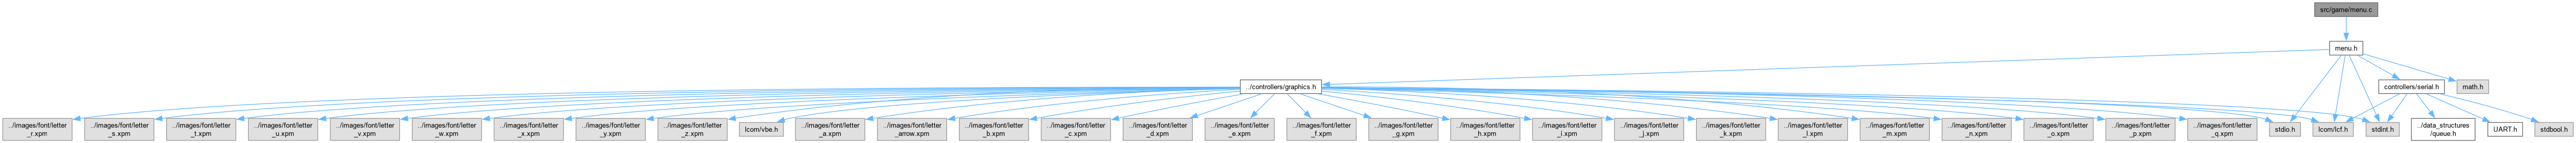 src/game/menu.c
menu.h
../controllers/graphics.h
controllers/serial.h
math.h
../images/font/letter
_r.xpm
../images/font/letter
_s.xpm
../images/font/letter
_t.xpm
../images/font/letter
_u.xpm
../images/font/letter
_v.xpm
../images/font/letter
_w.xpm
../images/font/letter
_x.xpm
../images/font/letter
_y.xpm
../images/font/letter
_z.xpm
lcom/vbe.h
../images/font/letter
_a.xpm
../images/font/letter
_arrow.xpm
../images/font/letter
_b.xpm
../images/font/letter
_c.xpm
../images/font/letter
_d.xpm
../images/font/letter
_e.xpm
../images/font/letter
_f.xpm
../images/font/letter
_g.xpm
../images/font/letter
_h.xpm
../images/font/letter
_i.xpm
../images/font/letter
_j.xpm
../images/font/letter
_k.xpm
../images/font/letter
_l.xpm
../images/font/letter
_m.xpm
../images/font/letter
_n.xpm
../images/font/letter
_o.xpm
../images/font/letter
_p.xpm
../images/font/letter
_q.xpm
stdio.h
lcom/lcf.h
stdint.h
../data_structures
/queue.h
UART.h
stdbool.h